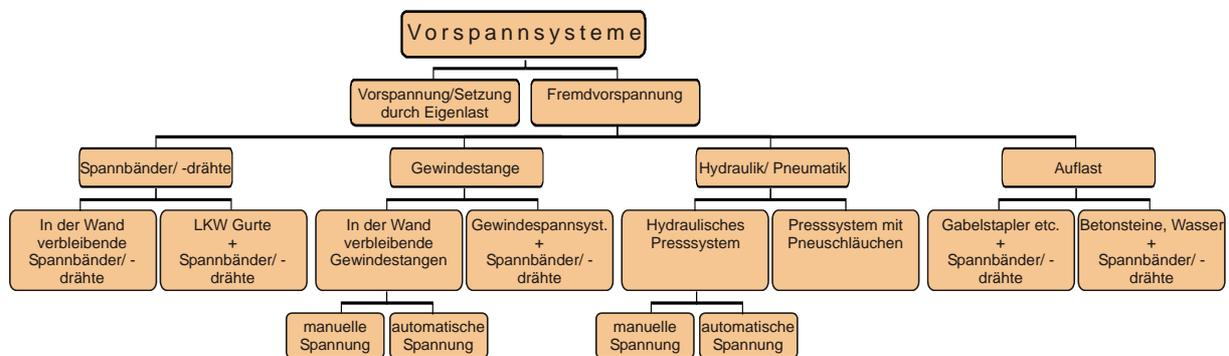 Vorspannsysteme
Vorspannung/Setzung
durch Eigenlast
Fremdvorspannung
Spannbänder/ -drähte
Gewindestange
Hydraulik/ Pneumatik
Auflast
In der Wand
verbleibende
Spannbänder/ -
drähte
LKW Gurte
+
Spannbänder/ -
drähte
In der Wand
verbleibende
Gewindestangen
Gewindespannsyst.
+
Spannbänder/ -
drähte
Hydraulisches
Presssystem
Presssystem mit
Pneuschläuchen
Gabelstapler etc.
+
Spannbänder/ -
drähte
Betonsteine, Wasser
+
Spannbänder/ -
drähte
manuelle
Spannung
automatische
Spannung
manuelle
Spannung
automatische
Spannung